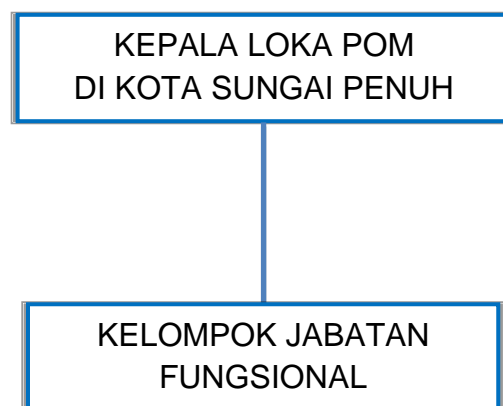 KEPALA LOKA POM
DI KOTA SUNGAI PENUH
KELOMPOK JABATAN
FUNGSIONAL